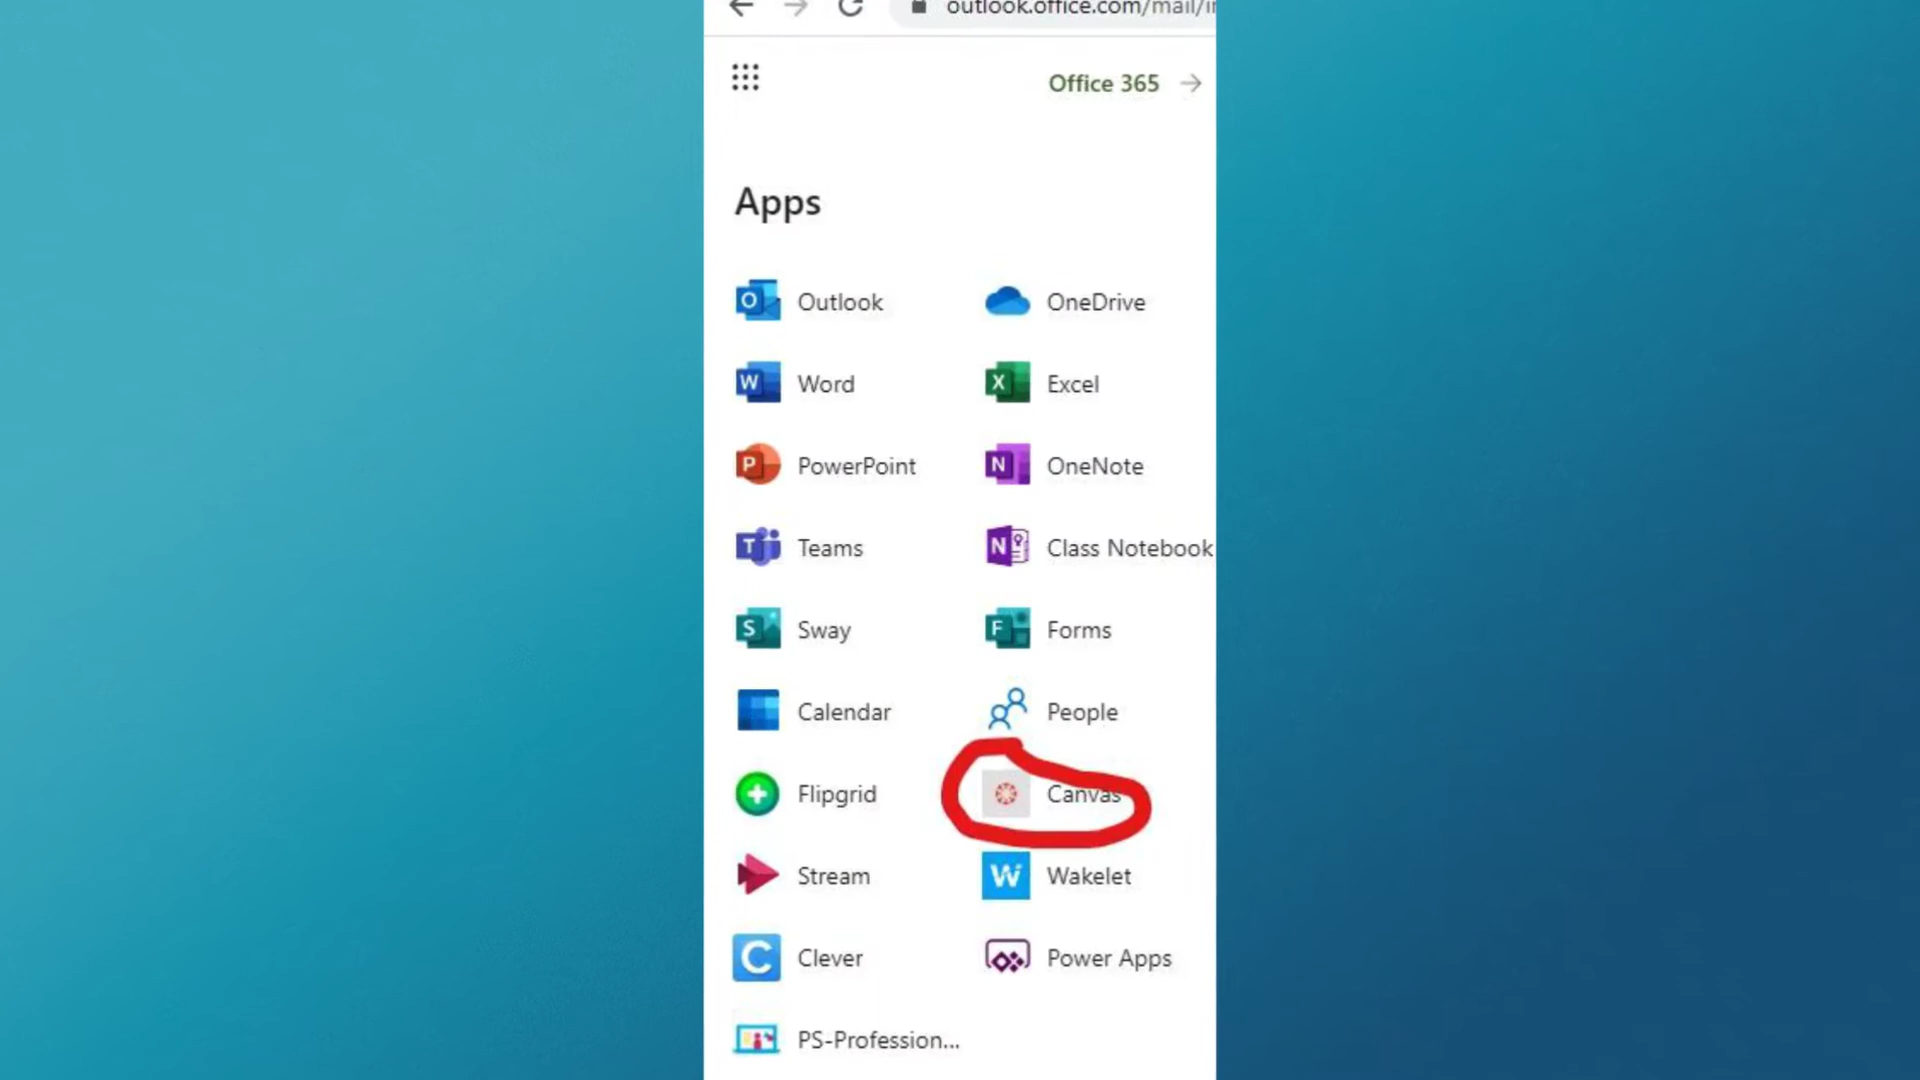 outlook.office.com/mail/i
Office 365
Apps
Outlook
OneDrive
Word
Excel
PowerPoint
OneNote
Teams
Class Notebook
Sway
Forms
Calendar
People
Flipgrid
Canvas
Stream
Wakelet
Clever
Power Apps
PS-Profession...